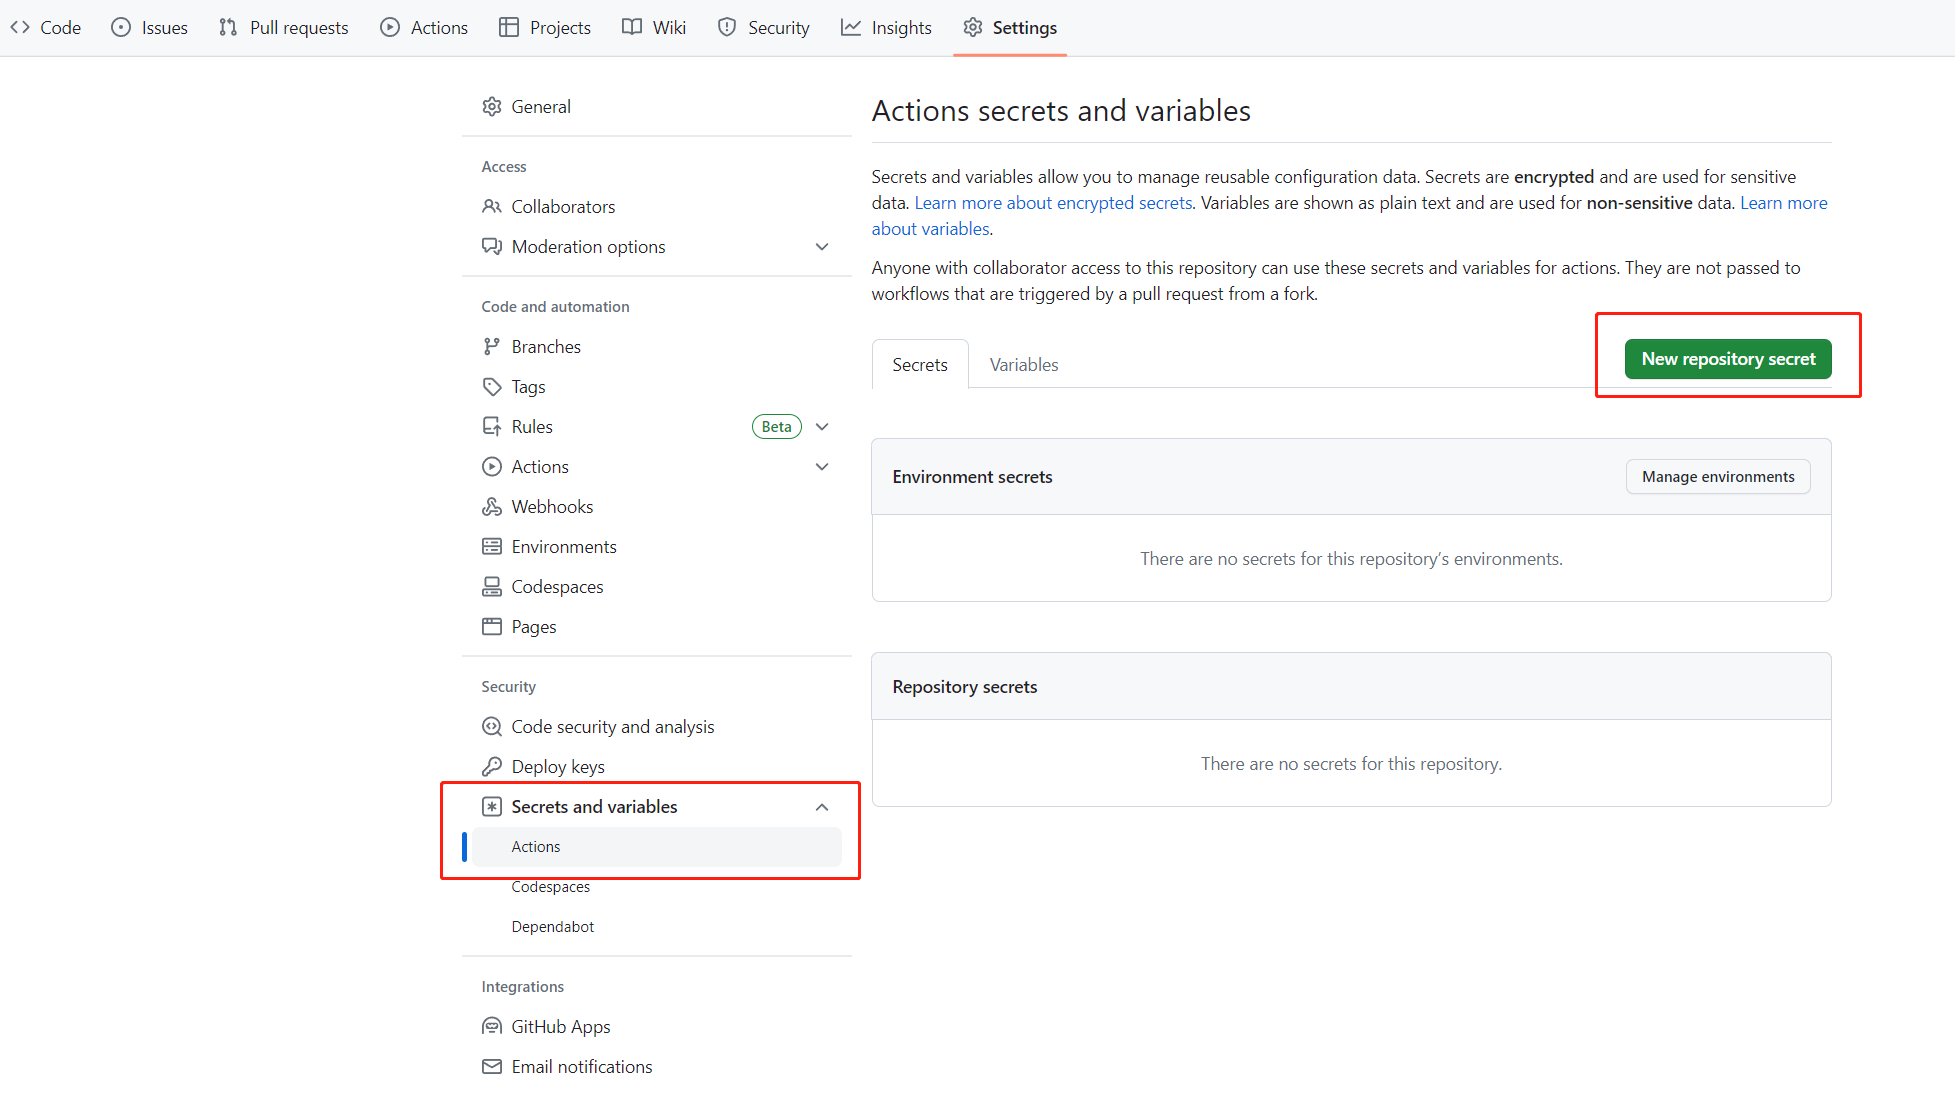 Code Issues Pull requests Actions Projects Wiki Security Insights Settings
General
Access
Collaborators
Moderation options
Code and automation
Branches
Tags
Rules Beta
Actions
Webhooks
Environments
Codespaces
Pages
Security
Code security and analysis
Deploy keys
Secrets and variables
Actions
Codespaces
Dependabot
Integrations
GitHub Apps
Email notifications
Actions secrets and variables
Secrets and variables allow you to manage reusable configuration data. Secrets are encrypted and are used for sensitive
data. Learn more about encrypted secrets. Variables are shown as plain text and are used for non-sensitive data. Learn more
about variables.
Anyone with collaborator access to this repository can use these secrets and variables for actions. They are not passed to
workflows that are triggered by a pull request from a fork.
Secrets Variables New repository secret
Environment secrets Manage environments
There are no secrets for this repository’s environments.
Repository secrets
There are no secrets for this repository.